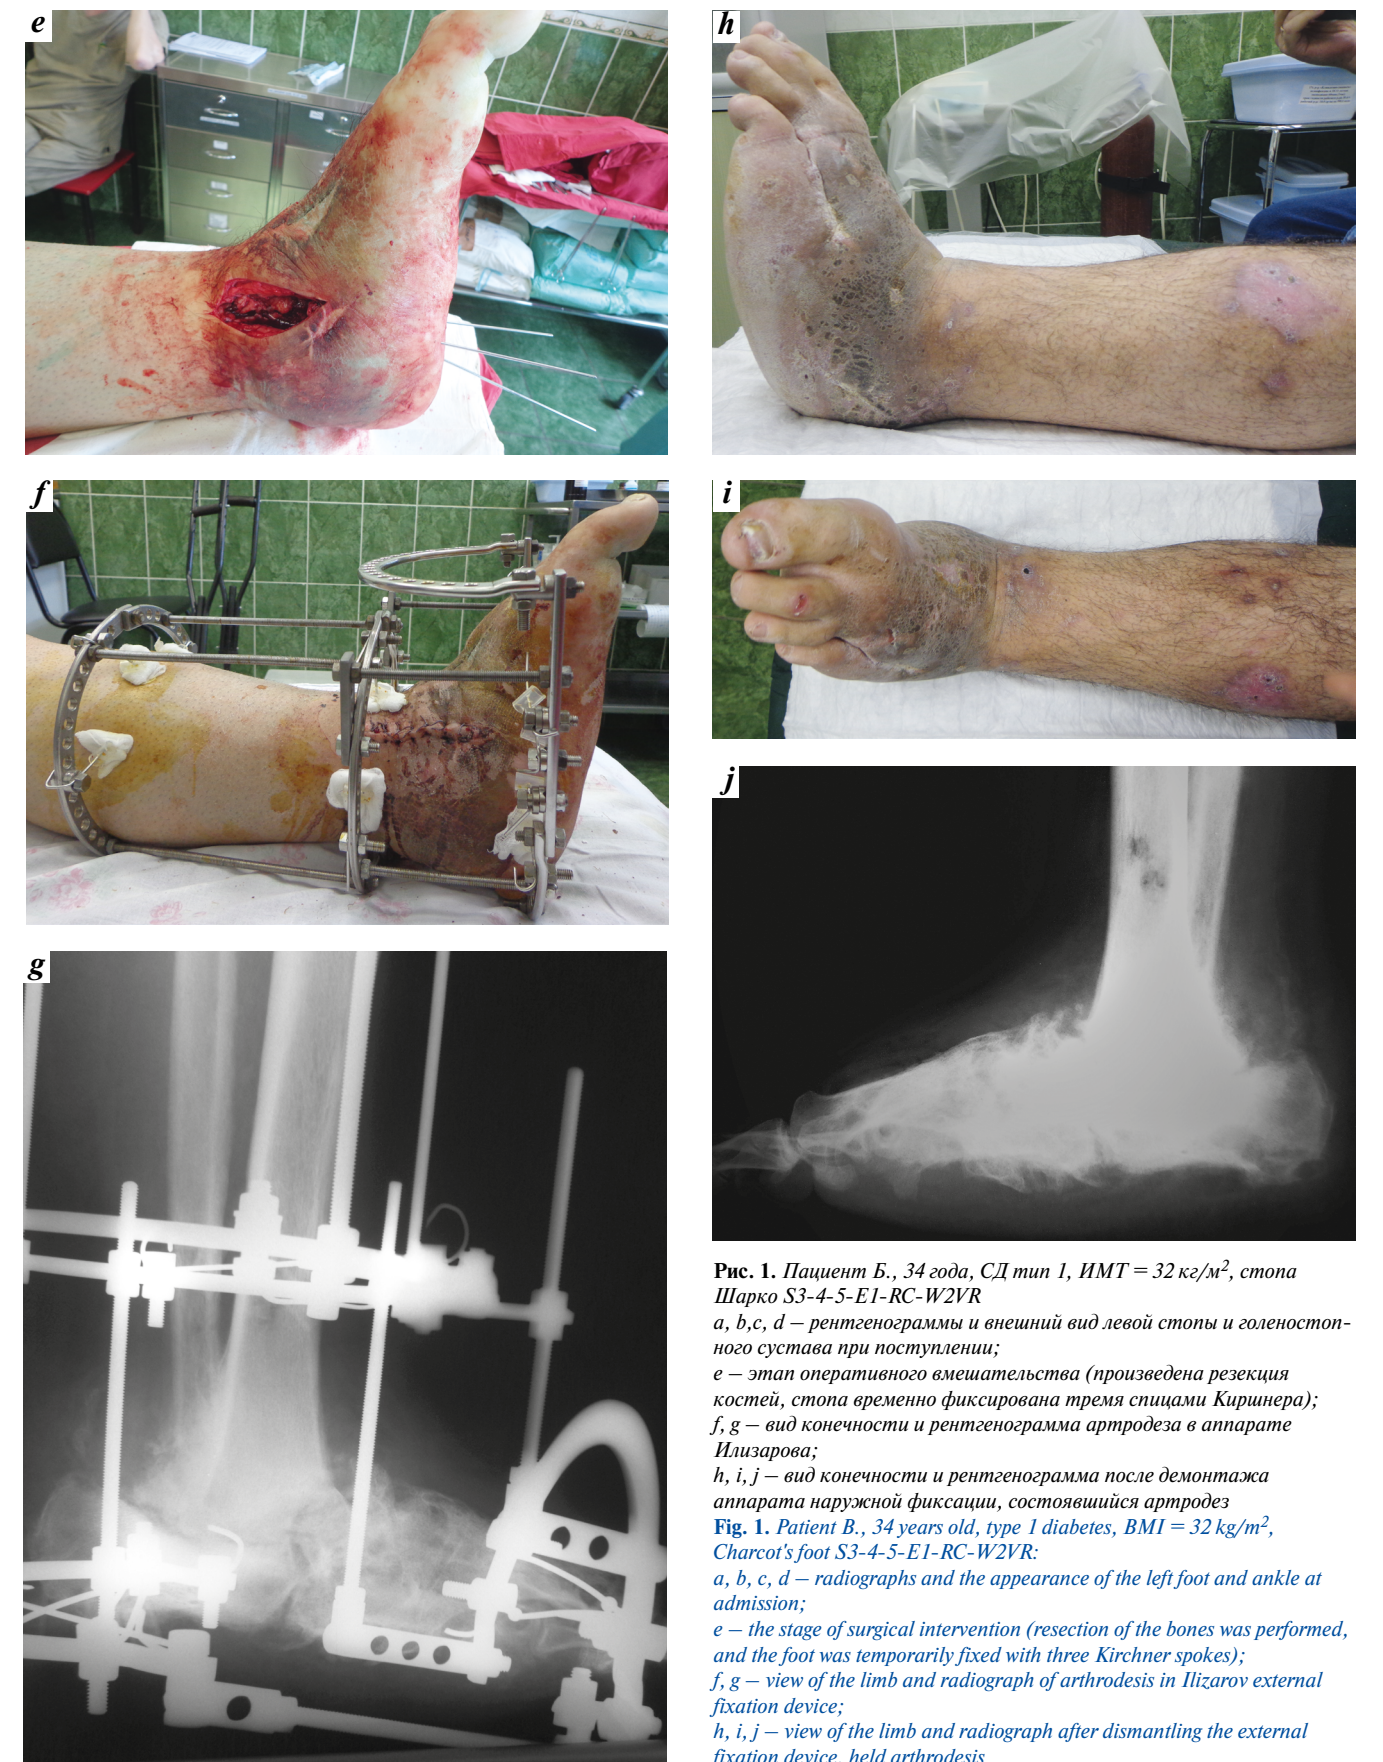 e
h
f
i
j
g
Рис. 1. Пациент Б., 34 года, СД тип 1, ИМТ = 32 кг/м², стопа
Шарко S3-4-5-E1-RC-W2VR
a, b,c, d — рентгенограммы и внешний вид левой стопы и голеностоп-
ного сустава при поступлении;
e — этап оперативного вмешательства (произведена резекция
костей, стопа временно фиксирована тремя спицами Киршнера);
f, g — вид конечности и рентгенограмма артродеза в аппарате
Илизарова;
h, i, j — вид конечности и рентгенограмма после демонтажа
аппарата наружной фиксации, состоявшийся артродез
Fig. 1. Patient B., 34 years old, type 1 diabetes, BMI = 32 kg/m²,
Charcot's foot S3-4-5-E1-RC-W2VR:
a, b, c, d — radiographs and the appearance of the left foot and ankle at
admission;
e — the stage of surgical intervention (resection of the bones was performed,
and the foot was temporarily fixed with three Kirchner spokes);
f, g — view of the limb and radiograph of arthrodesis in Ilizarov external
fixation device;
h, i, j — view of the limb and radiograph after dismantling the external
fixation device, held arthrodesis